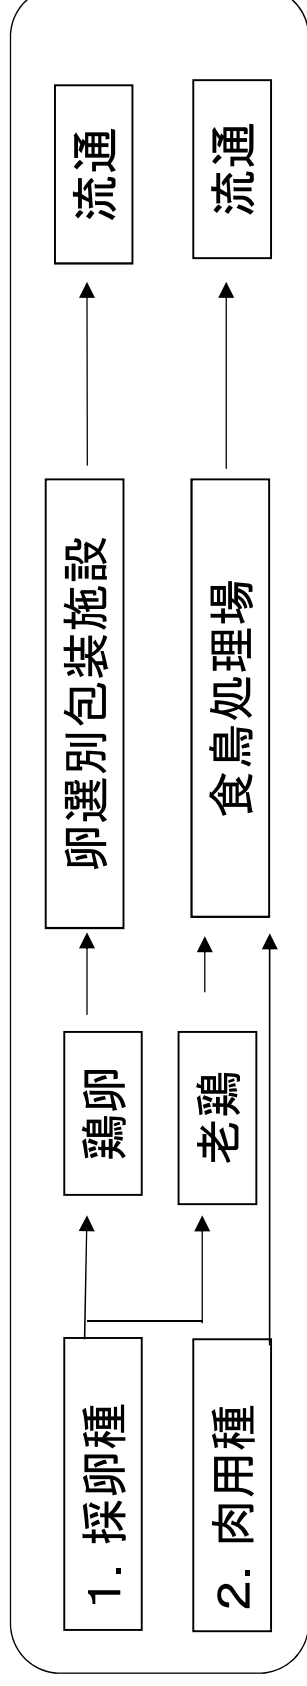 1. 採卵種
鶏卵
卵選別包装施設
流通
老鶏
2. 肉用種
食鳥処理場
流通